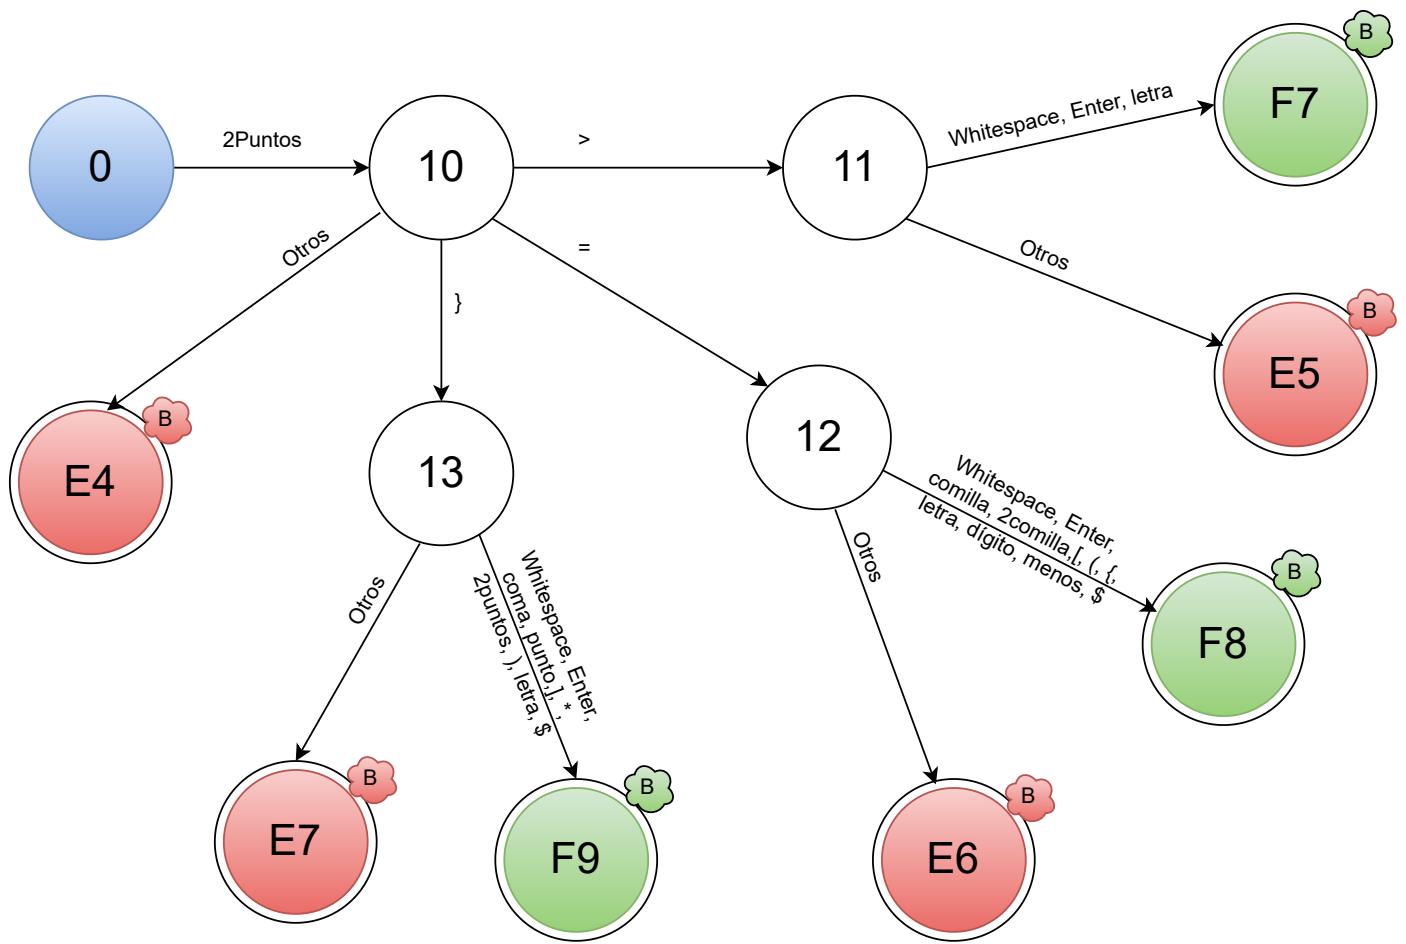 B
F7
Whitespace, Enter, letra
2Puntos
>
0
10
11
Otros
=
Otros
}
B
E5
B
E4
13
12
Whitespace, Enter,
comilla, 2comilla,[, (, {,
letra, dígito, menos, $
Otros
Otros
Whitespace, Enter,
coma, punto,], *,
2puntos, ), letra, $
B
F8
B
E7
B
F9
B
E6